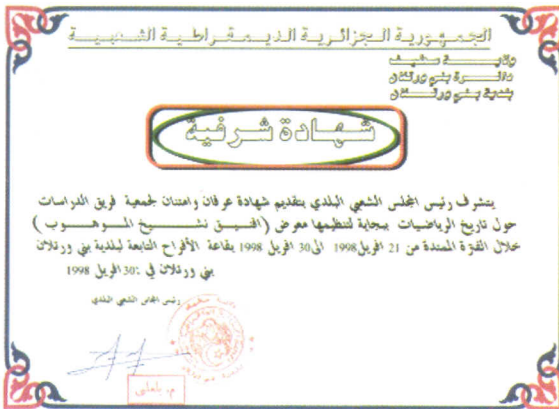 الجمهورية الجزائرية الديمقراطية الشعبية
ولاية سطيف
دائرة بني ورتلان
بلدية بني ورتلان
شهادة شرفية
يتشرف رئيس المجلس الشعبي البلدي بتقديم شهادة عرفان وامتنان لجمعية فريق الدراسات
حول تاريخ الرياضيات ببجاية لتنظيمها معرض (افنيق نشيخ الموهوب)
خلال الفترة الممتدة من 21 افريل 1998 الى 30 افريل 1998 بقاعة الأفراح التابعة لبلدية بني ورتلان
بني ورتلان في :30 افريل 1998
رئيس المجلس الشعبي البلدي